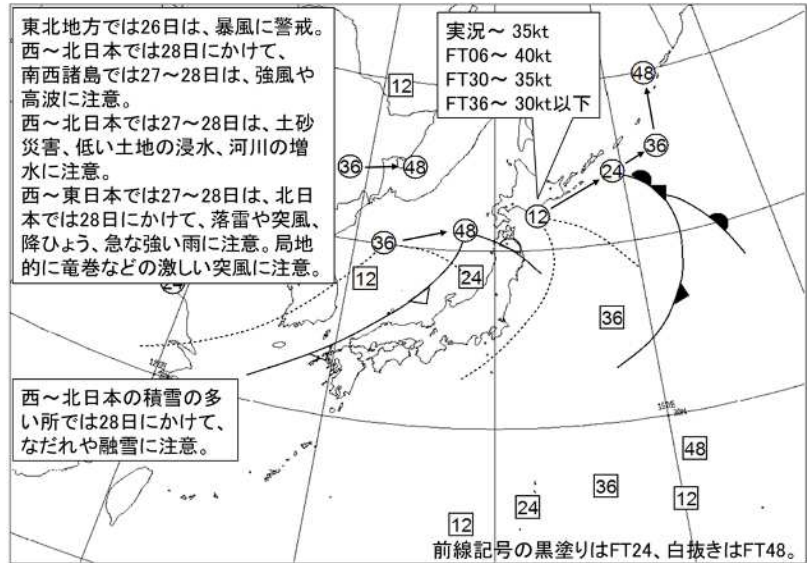 東北地方では26日は、暴風に警戒。
西～北日本では28日にかけて、
南西諸島では27～28日は、強風や
高波に注意。
西～北日本では27～28日は、土砂
災害、低い土地の浸水、河川の増
水に注意。
西～東日本では27～28日は、北日
本では28日にかけて、落雷や突風、
降ひょう、急な強い雨に注意。局地
的に竜巻などの激しい突風に注意。
実況～ 35kt
FT06～ 40kt
FT30～ 35kt
FT36～ 30kt以下
12
48
36
48
36
24
12
36
48
12
24
24
36
西～北日本の積雪の多
い所では28日にかけて、
なだれや融雪に注意。
48
36
12
24
12
前線記号の黒塗りはFT24、白抜きはFT48。